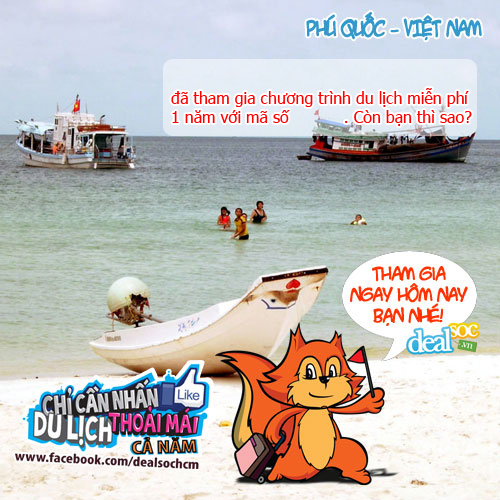 PHÚ QUỐC - VIỆT NAM
đã tham gia chương trình du lịch miễn phí
1 năm với mã số . Còn bạn thì sao?
THAM GIA
NGAY HÔM NAY
BẠN NHÉ!
dealsoc
.vn
CHỈ CẦN NHẤN
Like
DU LỊCH THOẢI MÁI
CẢ NĂM
www.facebook.com/dealsochcm